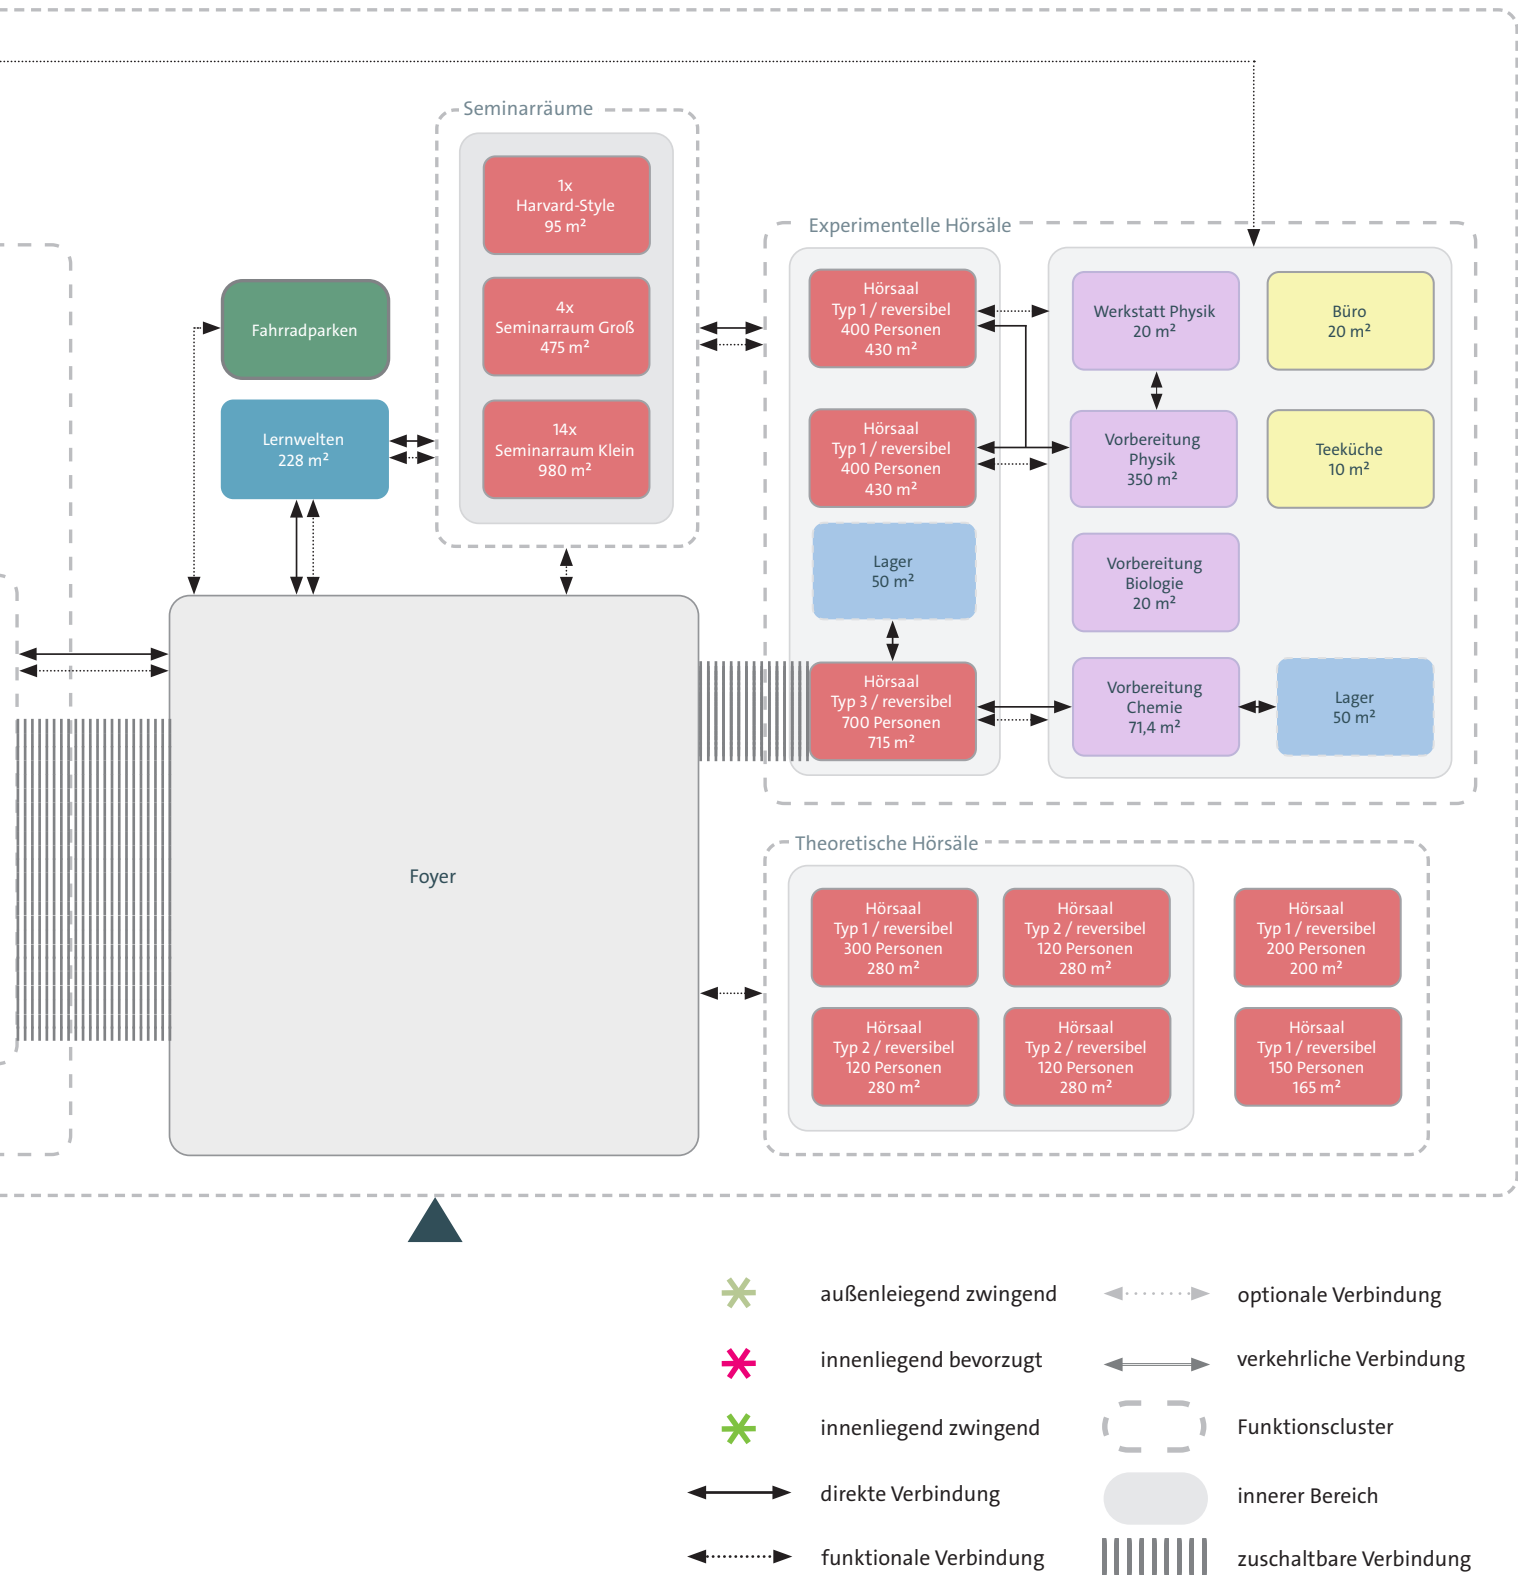 Seminarräume
1x
Harvard-Style
95 m²
4x
Seminarraum Groß
475 m²
14x
Seminarraum Klein
980 m²
Fahrradparken
Lernwelten
228 m²
Experimentelle Hörsäle
Hörsaal
Typ 1 / reversibel
400 Personen
430 m²
Hörsaal
Typ 1 / reversibel
400 Personen
430 m²
Lager
50 m²
Hörsaal
Typ 3 / reversibel
700 Personen
715 m²
Werkstatt Physik
20 m²
Büro
20 m²
Vorbereitung
Physik
350 m²
Teeküche
10 m²
Vorbereitung
Biologie
20 m²
Vorbereitung
Chemie
71,4 m²
Lager
50 m²
Foyer
Theoretische Hörsäle
Hörsaal
Typ 1 / reversibel
300 Personen
280 m²
Hörsaal
Typ 2 / reversibel
120 Personen
280 m²
Hörsaal
Typ 1 / reversibel
200 Personen
200 m²
Hörsaal
Typ 2 / reversibel
120 Personen
280 m²
Hörsaal
Typ 2 / reversibel
120 Personen
280 m²
Hörsaal
Typ 1 / reversibel
150 Personen
165 m²
außenleiegend zwingend
innenliegend bevorzugt
innenliegend zwingend
direkte Verbindung
funktionale Verbindung
optionale Verbindung
verkehrliche Verbindung
Funktionscluster
innerer Bereich
zuschaltbare Verbindung